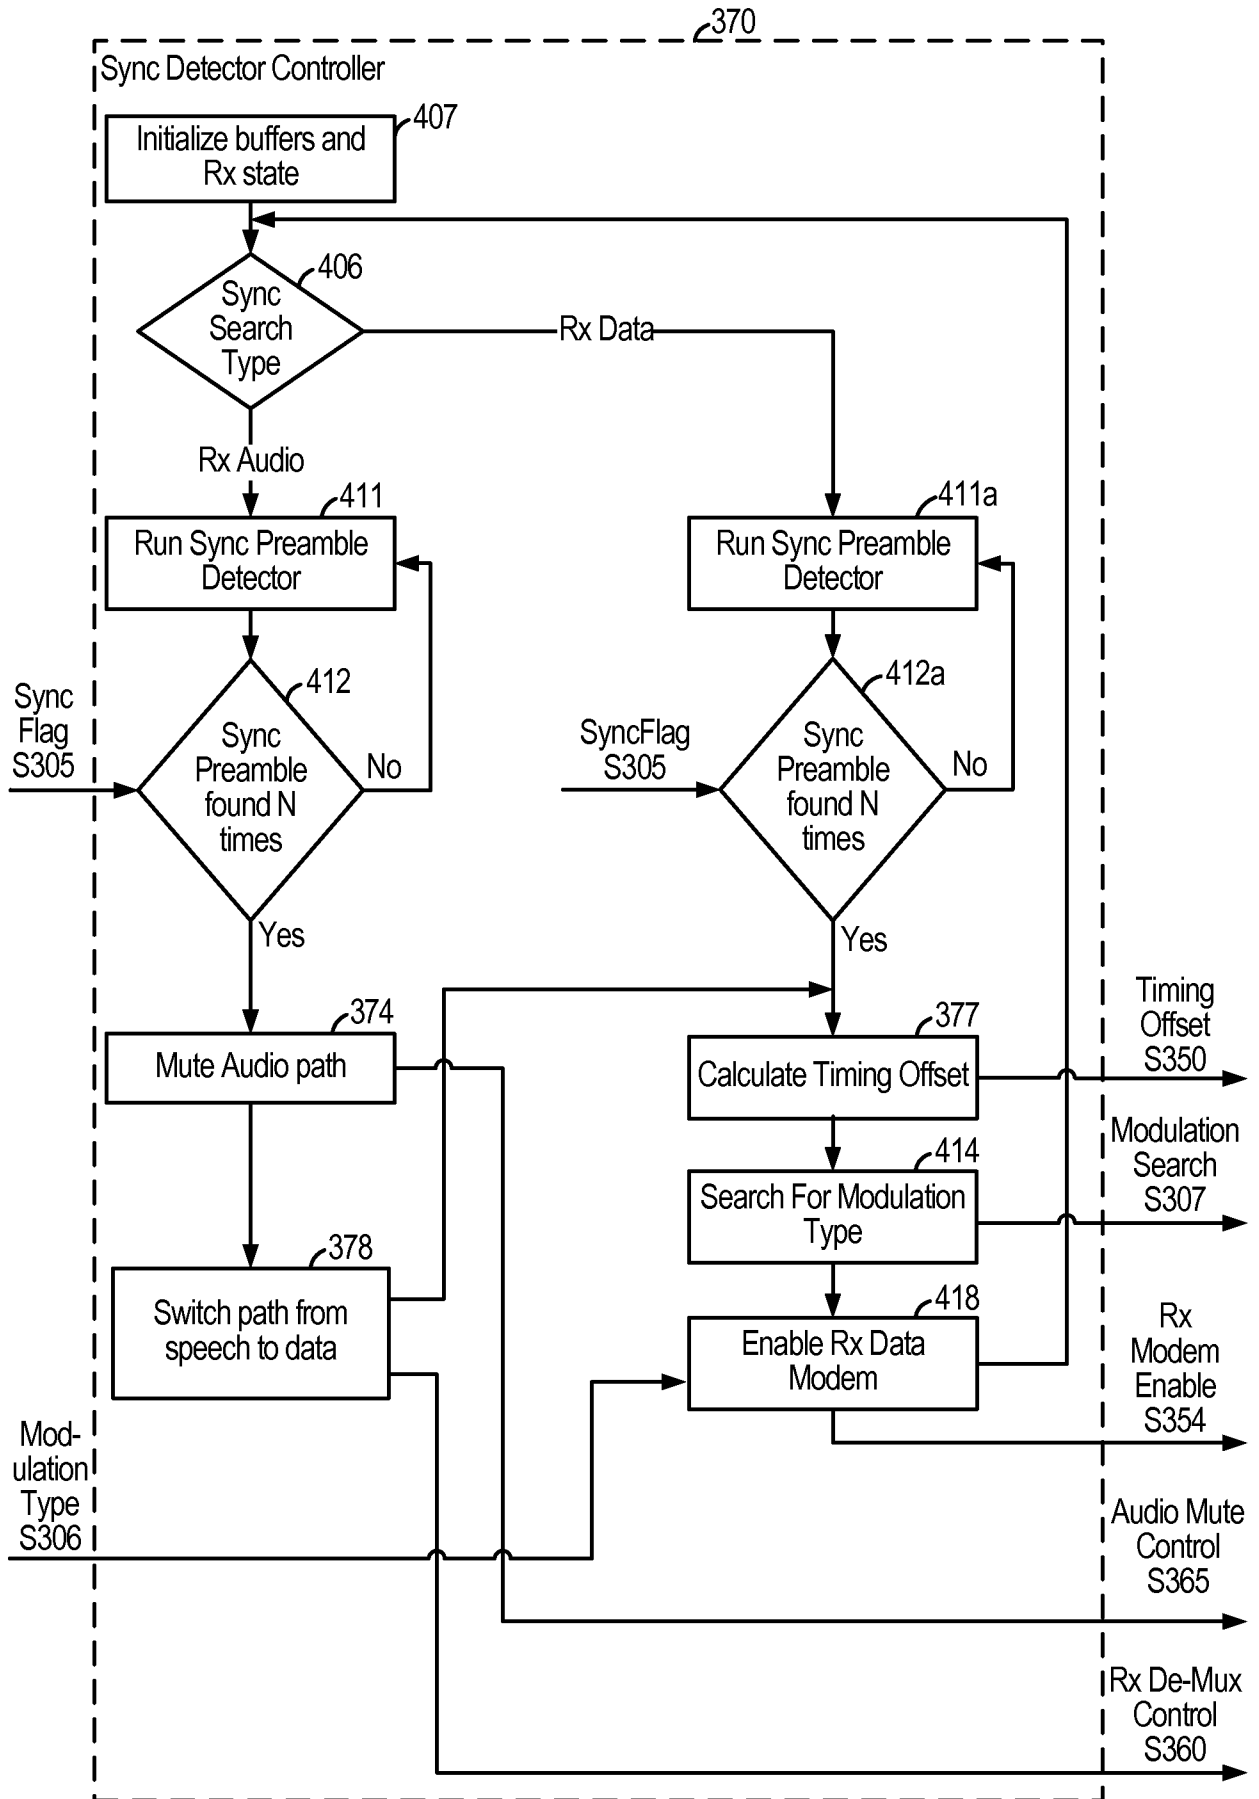 370
Sync Detector Controller
407
Initialize buffers and
Rx state
406
Sync
Search
Type
Rx Data
Rx Audio
411
Run Sync Preamble
Detector
411a
Run Sync Preamble
Detector
412
Sync
Flag
S305
Sync
Preamble
found N
times
No
Yes
412a
SyncFlag
S305
Sync
Preamble
found N
times
No
Yes
374
Mute Audio path
377
Calculate Timing Offset
Timing
Offset
S350
414
Search For Modulation
Type
Modulation
Search
S307
378
Switch path from
speech to data
418
Enable Rx Data
Modem
Rx
Modem
Enable
S354
Mod-
ulation
Type
S306
Audio Mute
Control
S365
Rx De-Mux
Control
S360